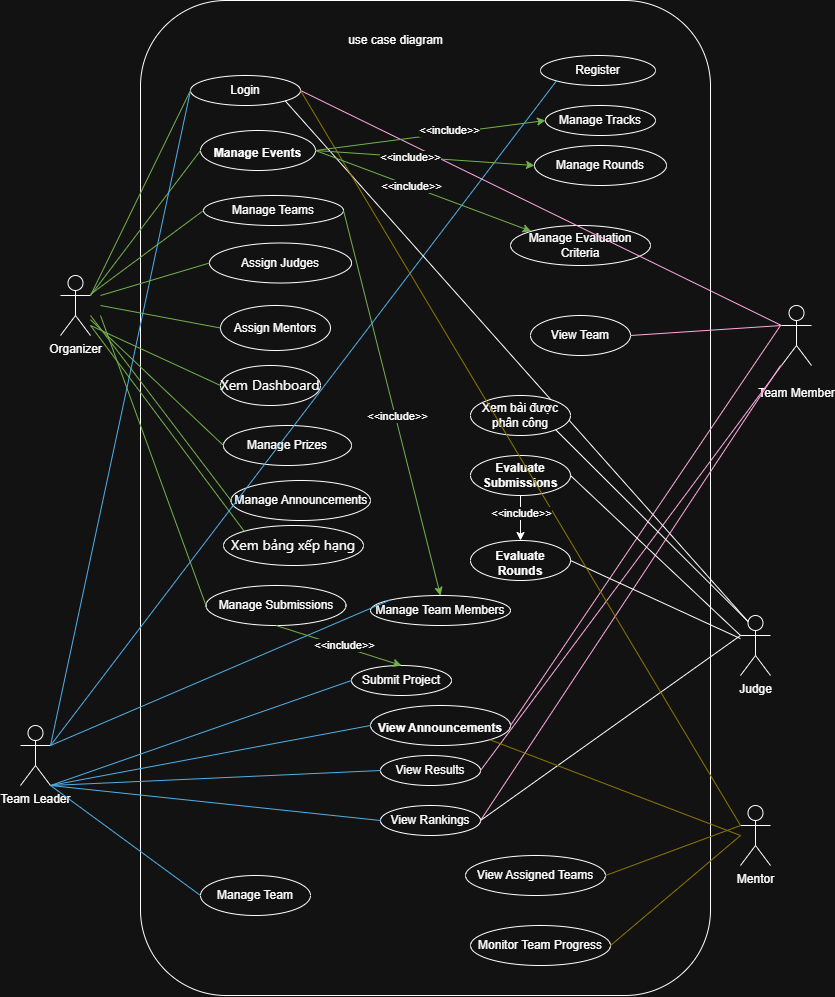 use case diagram
Login
Register
<<include>>
Manage Tracks
Manage Events
<<include>>
Manage Rounds
<<include>>
Manage Teams
Manage Evaluation
Criteria
Assign Judges
Organizer
Assign Mentors
View Team
Team Member
Xem Dashboard
<<include>>
Xem bài được
phân công
Manage Prizes
Evaluate
Submissions
Manage Announcements
<<include>>
Xem bảng xếp hạng
Evaluate
Rounds
Manage Submissions
Manage Team Members
<<include>>
Submit Project
Judge
View Announcements
View Results
Team Leader
View Rankings
View Assigned Teams
Mentor
Manage Team
Monitor Team Progress